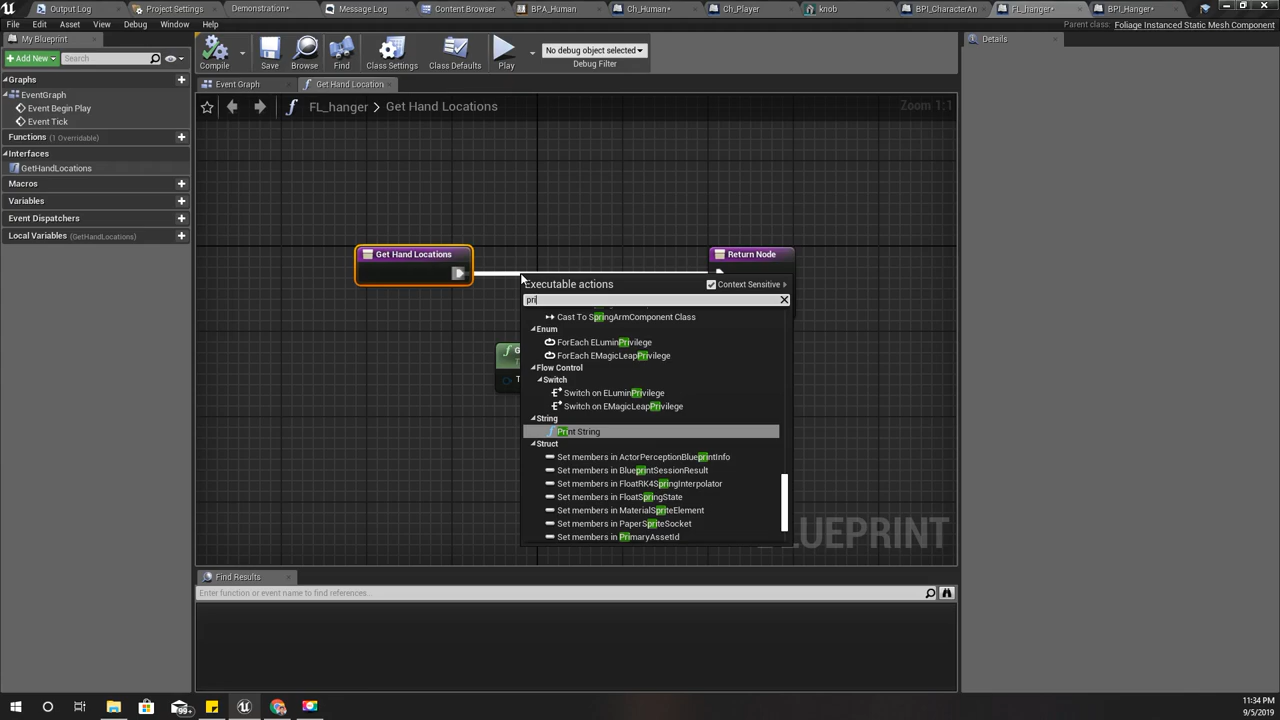 Output Log
Project Settings
Demonstration*
Message Log
Content Browser
BPA_Human
Ch_Human*
Ch_Player
knob
BPI_CharacterAn
FL_hanger*
BPI_Hanger*
File Edit Asset View Debug Window Help
Parent class: Foliage Instanced Static Mesh Component
My Blueprint
Add New
Search
Compile
Save
Browse
Find
Class Settings
Class Defaults
Play
No debug object selected
Debug Filter
Details
Graphs
EventGraph
Event Begin Play
Event Tick
Functions (1 Overridable)
Interfaces
GetHandLocations
Macros
Variables
Event Dispatchers
Local Variables (GetHandLocations)
Event Graph
Get Hand Location
FL_hanger > Get Hand Locations
Zoom 1:1
Get Hand Locations
Return Node
Executable actions
Context Sensitive
pri
Cast To SpringArmComponent Class
Enum
ForEach ELuminPrivilege
ForEach EMagicLeapPrivilege
Flow Control
Switch
Switch on ELuminPrivilege
Switch on EMagicLeapPrivilege
String
Print String
Struct
Set members in ActorPerceptionBlueprintInfo
Set members in BlueprintSessionResult
Set members in FloatRK4SpringInterpolator
Set members in FloatSpringState
Set members in MaterialSpriteElement
Set members in PaperSpriteSocket
Set members in PrimaryAssetId
BLUEPRINT
Find Results
Enter function or event name to find references...
99+
11:34 PM
9/5/2019